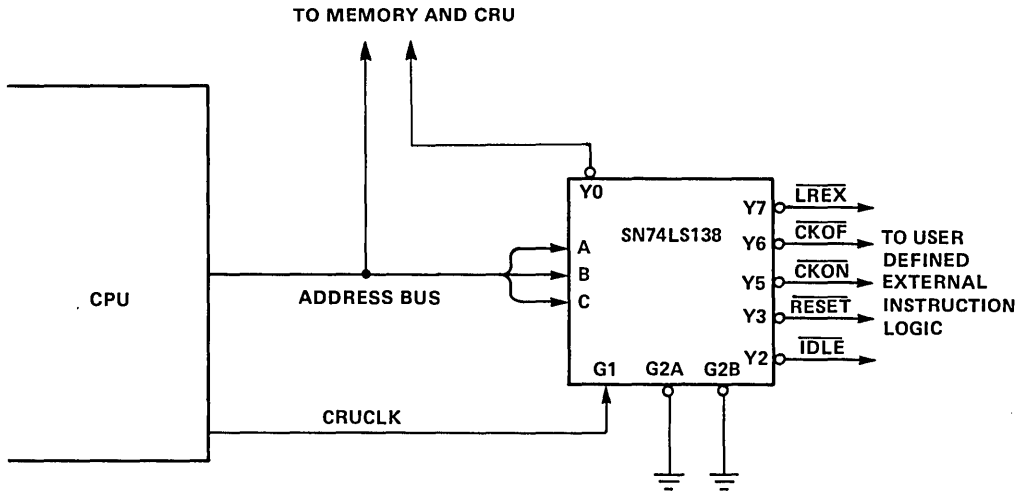 TO MEMORY AND CRU
CPU
ADDRESS BUS
CRUCLK
Y0
SN74LS138
A
B
C
G1 G2A G2B
Y7 LREX
Y6 CKOF
Y5 CKON
Y3 RESET
Y2 IDLE
TO USER
DEFINED
EXTERNAL
INSTRUCTION
LOGIC